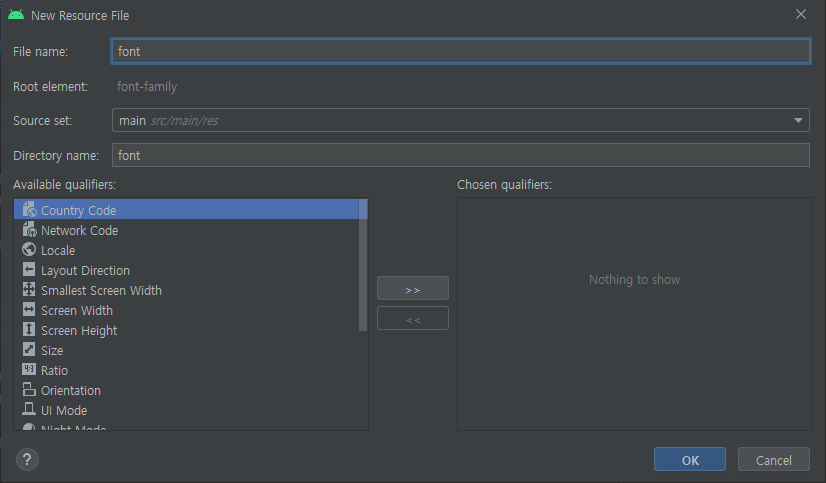 New Resource File
File name: font
Root element: font-family
Source set: main src/main/res
Directory name: font
Available qualifiers:
Chosen qualifiers:
Country Code
Network Code
Locale
Layout Direction
Smallest Screen Width
Screen Width
Screen Height
Size
Ratio
Orientation
UI Mode
Night Mode
>>
<<
Nothing to show
?
OK
Cancel